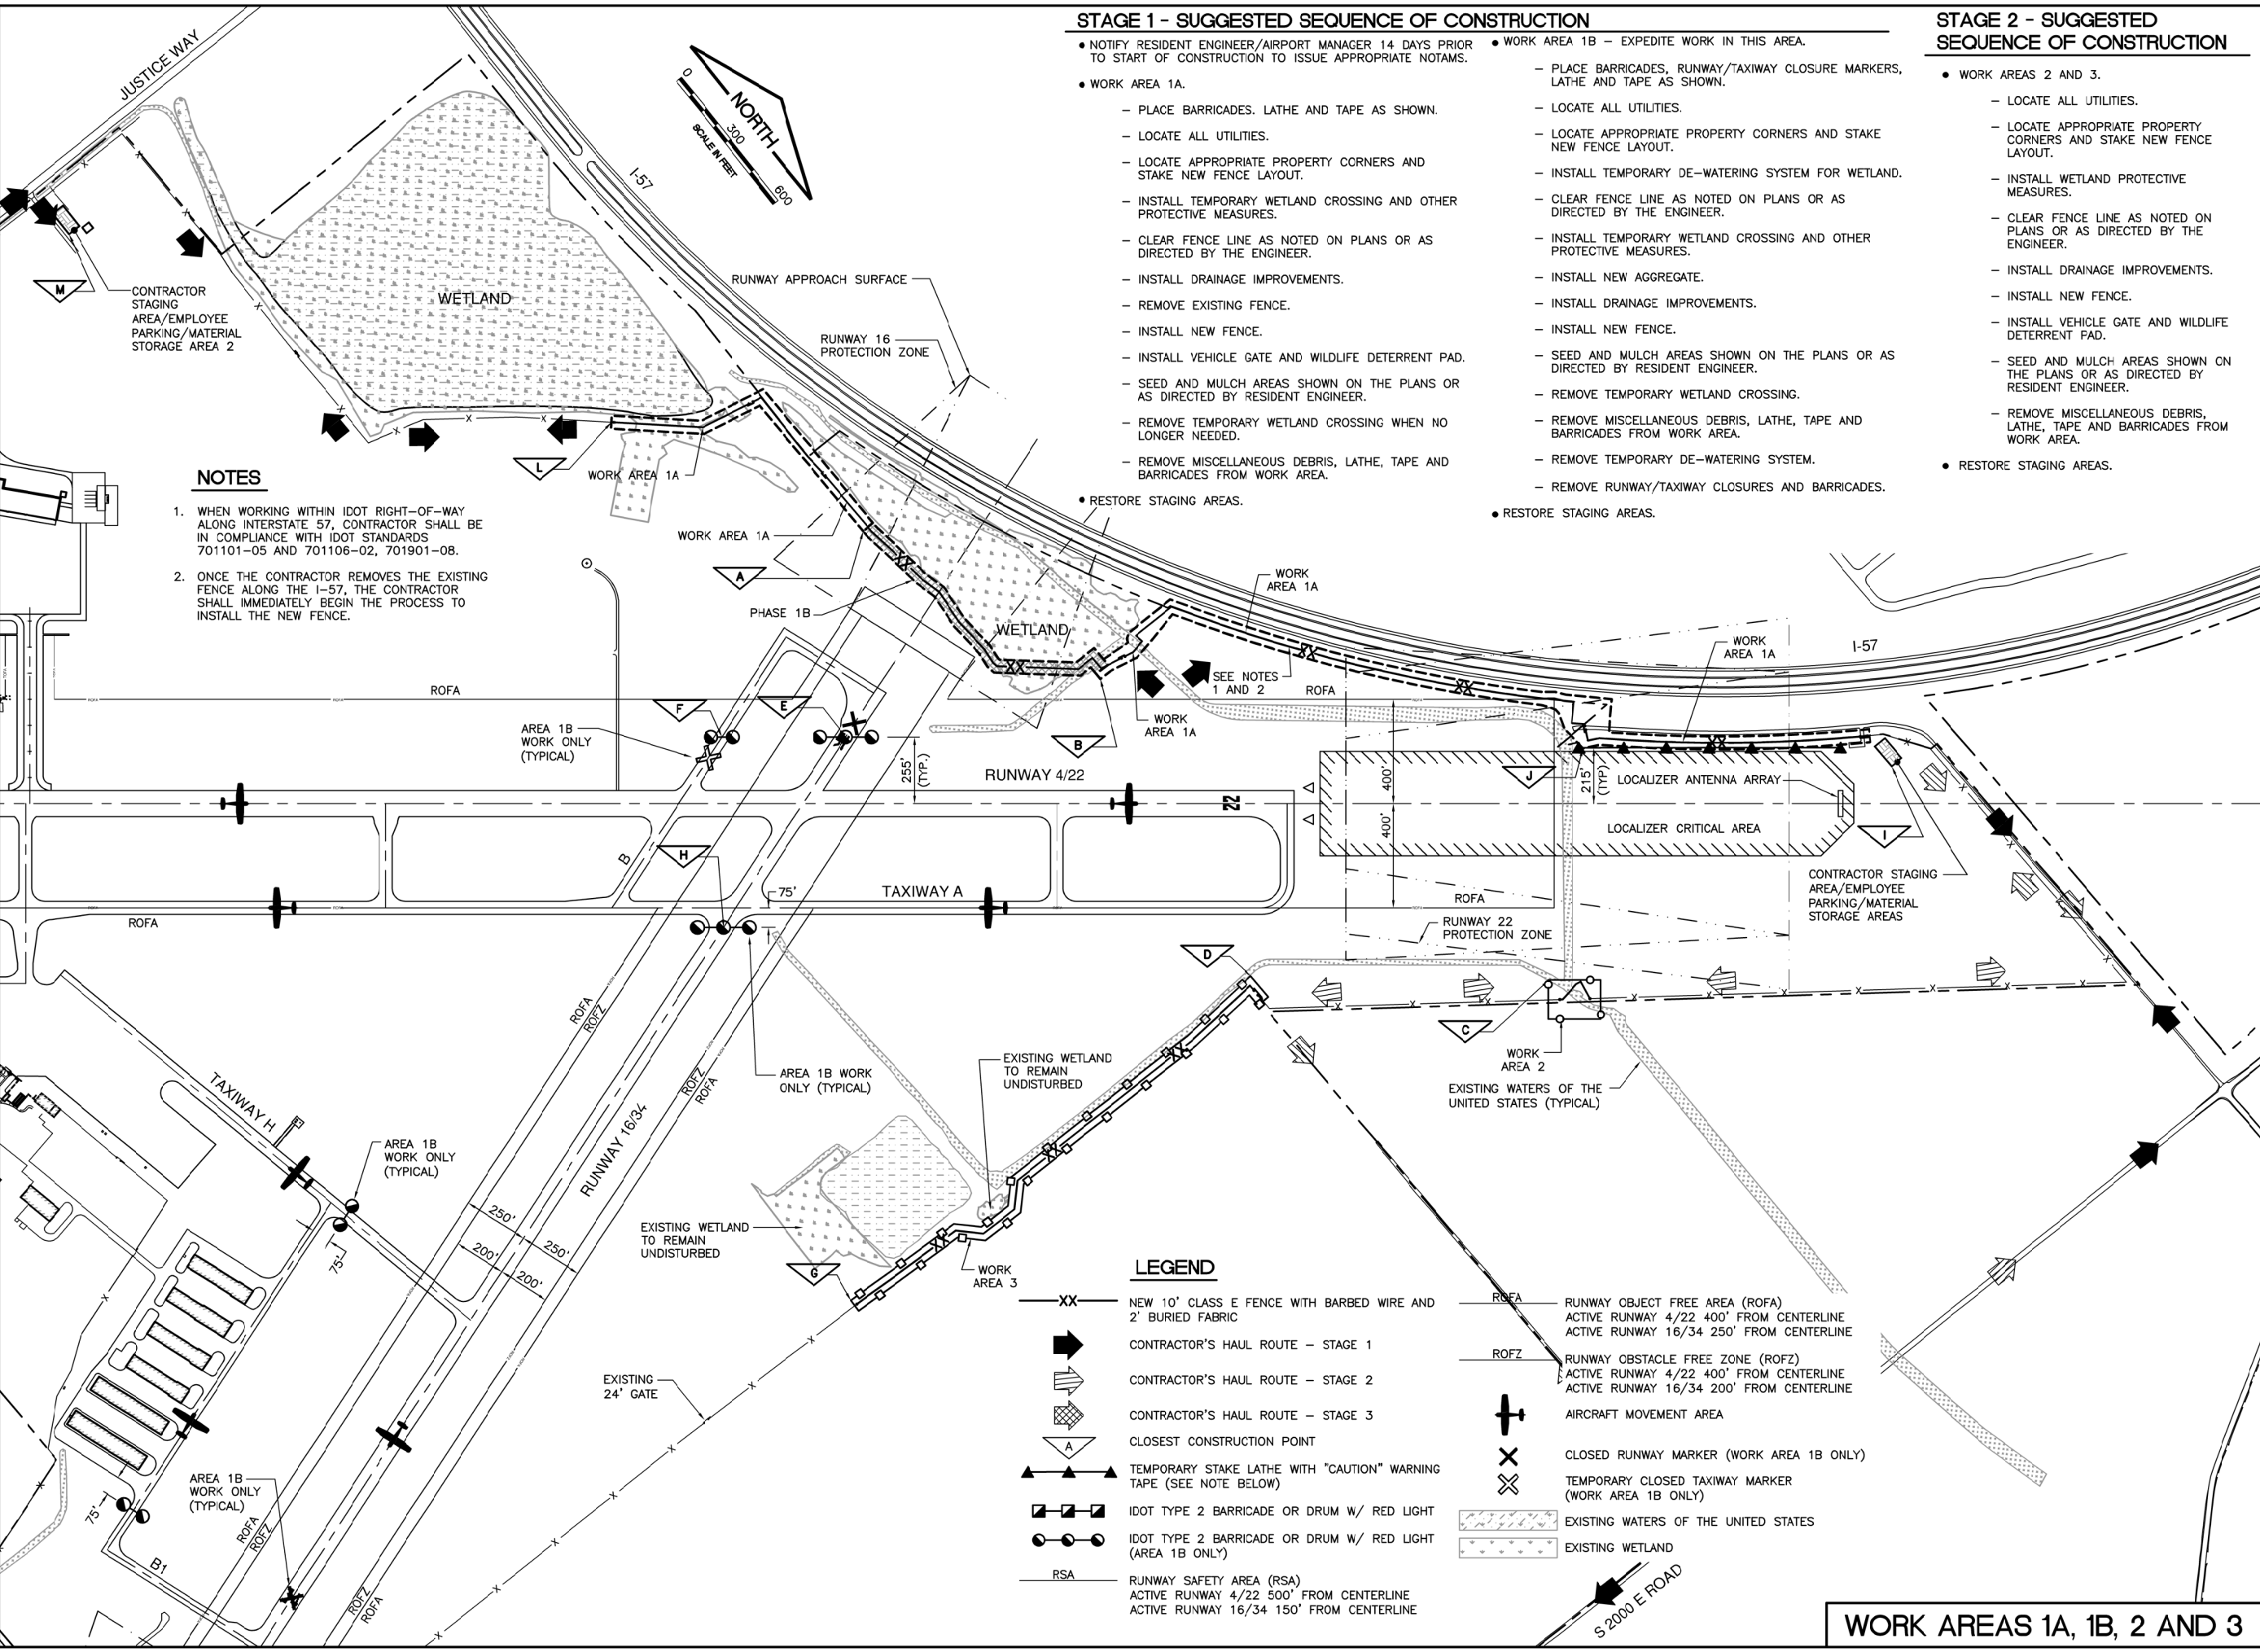 STAGE 1 - SUGGESTED SEQUENCE OF CONSTRUCTION
• NOTIFY RESIDENT ENGINEER/AIRPORT MANAGER 14 DAYS PRIOR
TO START OF CONSTRUCTION TO ISSUE APPROPRIATE NOTAMS.
• WORK AREA 1A.
– PLACE BARRICADES. LATHE AND TAPE AS SHOWN.
– LOCATE ALL UTILITIES.
– LOCATE APPROPRIATE PROPERTY CORNERS AND
STAKE NEW FENCE LAYOUT.
– INSTALL TEMPORARY WETLAND CROSSING AND OTHER
PROTECTIVE MEASURES.
– CLEAR FENCE LINE AS NOTED ON PLANS OR AS
DIRECTED BY THE ENGINEER.
– INSTALL DRAINAGE IMPROVEMENTS.
– REMOVE EXISTING FENCE.
– INSTALL NEW FENCE.
– INSTALL VEHICLE GATE AND WILDLIFE DETERRENT PAD.
– SEED AND MULCH AREAS SHOWN ON THE PLANS OR
AS DIRECTED BY RESIDENT ENGINEER.
– REMOVE TEMPORARY WETLAND CROSSING WHEN NO
LONGER NEEDED.
– REMOVE MISCELLANEOUS DEBRIS, LATHE, TAPE AND
BARRICADES FROM WORK AREA.
• RESTORE STAGING AREAS.
• WORK AREA 1B – EXPEDITE WORK IN THIS AREA.
– PLACE BARRICADES, RUNWAY/TAXIWAY CLOSURE MARKERS,
LATHE AND TAPE AS SHOWN.
– LOCATE ALL UTILITIES.
– LOCATE APPROPRIATE PROPERTY CORNERS AND STAKE
NEW FENCE LAYOUT.
– INSTALL TEMPORARY DE–WATERING SYSTEM FOR WETLAND.
– CLEAR FENCE LINE AS NOTED ON PLANS OR AS
DIRECTED BY THE ENGINEER.
– INSTALL TEMPORARY WETLAND CROSSING AND OTHER
PROTECTIVE MEASURES.
– INSTALL NEW AGGREGATE.
– INSTALL DRAINAGE IMPROVEMENTS.
– INSTALL NEW FENCE.
– SEED AND MULCH AREAS SHOWN ON THE PLANS OR AS
DIRECTED BY RESIDENT ENGINEER.
– REMOVE TEMPORARY WETLAND CROSSING.
– REMOVE MISCELLANEOUS DEBRIS, LATHE, TAPE AND
BARRICADES FROM WORK AREA.
– REMOVE TEMPORARY DE–WATERING SYSTEM.
– REMOVE RUNWAY/TAXIWAY CLOSURES AND BARRICADES.
• RESTORE STAGING AREAS.
STAGE 2 - SUGGESTED
SEQUENCE OF CONSTRUCTION
• WORK AREAS 2 AND 3.
– LOCATE ALL UTILITIES.
– LOCATE APPROPRIATE PROPERTY
CORNERS AND STAKE NEW FENCE
LAYOUT.
– INSTALL WETLAND PROTECTIVE
MEASURES.
– CLEAR FENCE LINE AS NOTED ON
PLANS OR AS DIRECTED BY THE
ENGINEER.
– INSTALL DRAINAGE IMPROVEMENTS.
– INSTALL NEW FENCE.
– INSTALL VEHICLE GATE AND WILDLIFE
DETERRENT PAD.
– SEED AND MULCH AREAS SHOWN ON
THE PLANS OR AS DIRECTED BY
RESIDENT ENGINEER.
– REMOVE MISCELLANEOUS DEBRIS,
LATHE, TAPE AND BARRICADES FROM
WORK AREA.
• RESTORE STAGING AREAS.
JUSTICE WAY
I-57
NORTH
0
300
600
SCALE IN FEET
M
CONTRACTOR
STAGING
AREA/EMPLOYEE
PARKING/MATERIAL
STORAGE AREA 2
WETLAND
RUNWAY APPROACH SURFACE
RUNWAY 16
PROTECTION ZONE
L
WORK AREA 1A
NOTES
1. WHEN WORKING WITHIN IDOT RIGHT–OF–WAY
ALONG INTERSTATE 57, CONTRACTOR SHALL BE
IN COMPLIANCE WITH IDOT STANDARDS
701101–05 AND 701106–02, 701901–08.
2. ONCE THE CONTRACTOR REMOVES THE EXISTING
FENCE ALONG THE I–57, THE CONTRACTOR
SHALL IMMEDIATELY BEGIN THE PROCESS TO
INSTALL THE NEW FENCE.
WORK AREA 1A
A
XX
PHASE 1B
WETLAND
XX
WORK
AREA 1A
XX
SEE NOTES
1 AND 2
XX
WORK
AREA 1A
I-57
WORK
AREA 1A
B
ROFA
ROFA
F
E
AREA 1B
WORK ONLY
(TYPICAL)
255'
(TYP.)
RUNWAY 4/22
22
400'
400'
J
215'
(TYP)
XX
LOCALIZER ANTENNA ARRAY
LOCALIZER CRITICAL AREA
I
CONTRACTOR STAGING
AREA/EMPLOYEE
PARKING/MATERIAL
STORAGE AREAS
B
H
75'
TAXIWAY A
ROFA
ROFA
RUNWAY 22
PROTECTION ZONE
D
C
WORK
AREA 2
EXISTING WATERS OF THE
UNITED STATES (TYPICAL)
ROFA
ROFZ
ROFZ
ROFA
AREA 1B WORK
ONLY (TYPICAL)
EXISTING WETLAND
TO REMAIN
UNDISTURBED
XX
XX
TAXIWAY H
RUNWAY 16/34
AREA 1B
WORK ONLY
(TYPICAL)
75'
250'
200'
250'
200'
EXISTING WETLAND
TO REMAIN
UNDISTURBED
XX
G
WORK
AREA 3
EXISTING
24' GATE
AREA 1B
WORK ONLY
(TYPICAL)
75'
B1
ROFA
ROFZ
ROFZ
ROFA
LEGEND
XX NEW 10' CLASS E FENCE WITH BARBED WIRE AND
2' BURIED FABRIC
CONTRACTOR'S HAUL ROUTE – STAGE 1
CONTRACTOR'S HAUL ROUTE – STAGE 2
CONTRACTOR'S HAUL ROUTE – STAGE 3
A CLOSEST CONSTRUCTION POINT
TEMPORARY STAKE LATHE WITH "CAUTION" WARNING
TAPE (SEE NOTE BELOW)
IDOT TYPE 2 BARRICADE OR DRUM W/ RED LIGHT
IDOT TYPE 2 BARRICADE OR DRUM W/ RED LIGHT
(AREA 1B ONLY)
RSA RUNWAY SAFETY AREA (RSA)
ACTIVE RUNWAY 4/22 500' FROM CENTERLINE
ACTIVE RUNWAY 16/34 150' FROM CENTERLINE
ROFA RUNWAY OBJECT FREE AREA (ROFA)
ACTIVE RUNWAY 4/22 400' FROM CENTERLINE
ACTIVE RUNWAY 16/34 250' FROM CENTERLINE
ROFZ RUNWAY OBSTACLE FREE ZONE (ROFZ)
ACTIVE RUNWAY 4/22 400' FROM CENTERLINE
ACTIVE RUNWAY 16/34 200' FROM CENTERLINE
AIRCRAFT MOVEMENT AREA
CLOSED RUNWAY MARKER (WORK AREA 1B ONLY)
TEMPORARY CLOSED TAXIWAY MARKER
(WORK AREA 1B ONLY)
EXISTING WATERS OF THE UNITED STATES
EXISTING WETLAND
S 2000 E ROAD
WORK AREAS 1A, 1B, 2 AND 3